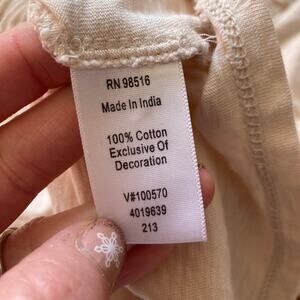 RN 98516
Made In India
100% Cotton
Exclusive Of
Decoration
V#100570
4019639
213